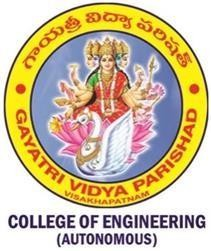 గాయత్రీ విద్యా పరిషత్
GAYATRI VIDYA PARISHAD
VISAKHAPATNAM
COLLEGE OF ENGINEERING
(AUTONOMOUS)